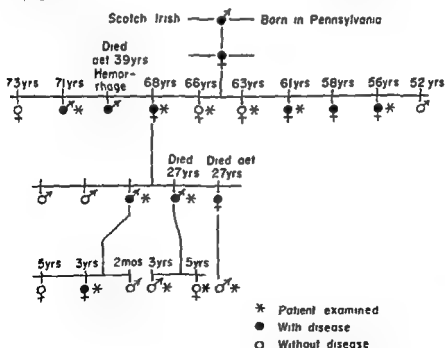 Scotch Irish
Born in Pennsylvania
Died
aet 39yrs
Hemor-
rhage
73yrs 71yrs 68yrs 66yrs 63yrs 61yrs 58yrs 56yrs 52yrs
* * * * * *
Died
27yrs
Died aet
27yrs
* *
5yrs 3yrs 2mos 3yrs 5yrs
* * * *
* Patient examined
With disease
Without disease